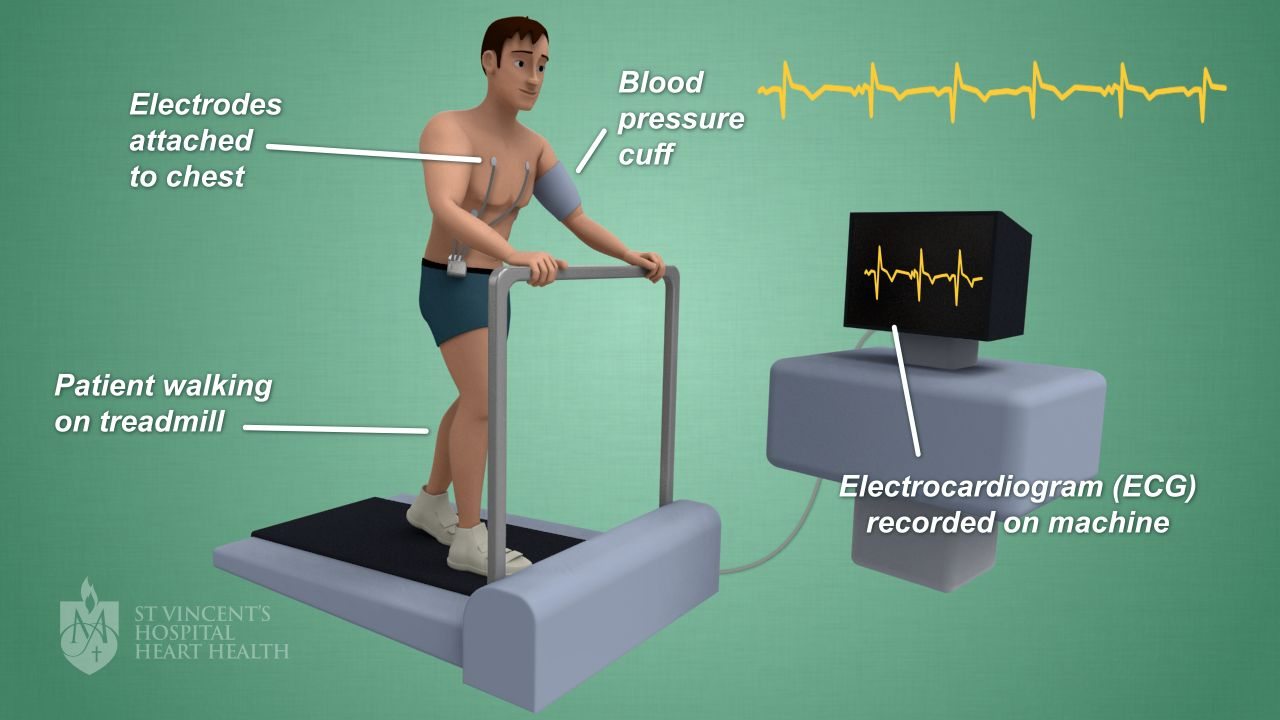 Electrodes
attached
to chest
Blood
pressure
cuff
Patient walking
on treadmill
Electrocardiogram (ECG)
recorded on machine
ST VINCENT'S
HOSPITAL
HEART HEALTH